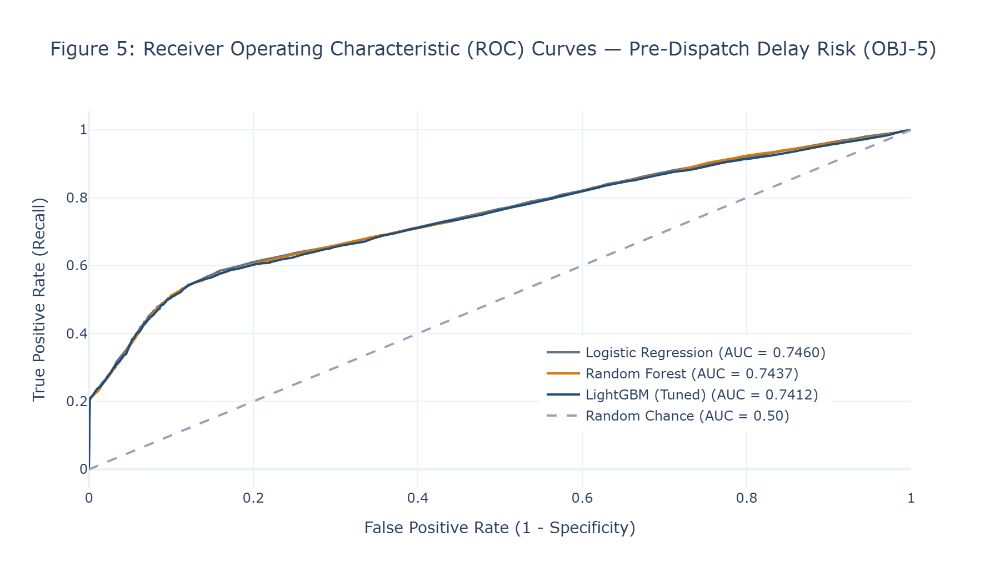 Figure 5: Receiver Operating Characteristic (ROC) Curves — Pre-Dispatch Delay Risk (OBJ-5)
True Positive Rate (Recall)
1
0.8
0.6
0.4
0.2
0
Logistic Regression (AUC = 0.7460)
Random Forest (AUC = 0.7437)
LightGBM (Tuned) (AUC = 0.7412)
Random Chance (AUC = 0.50)
0 0.2 0.4 0.6 0.8 1
False Positive Rate (1 - Specificity)